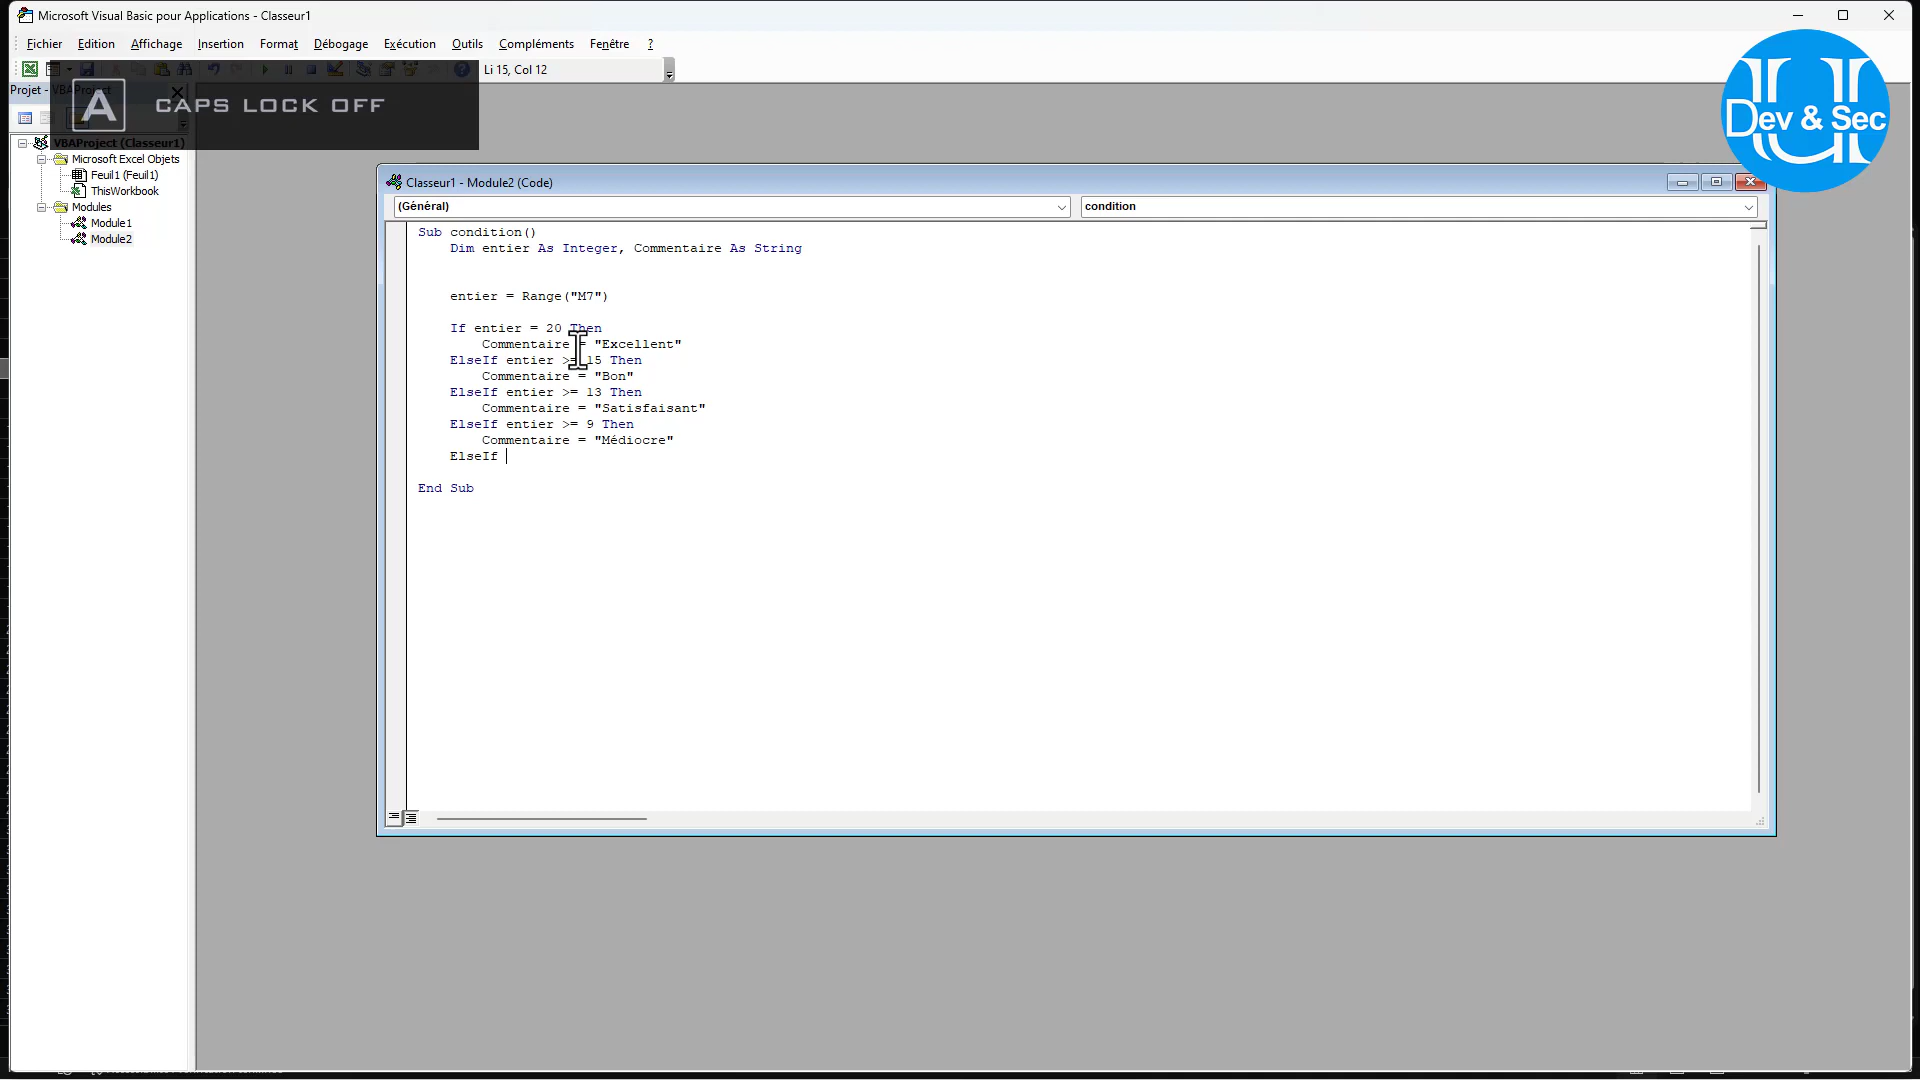 Microsoft Visual Basic pour Applications - Classeur1
Fichier Edition Affichage Insertion Format Débogage Exécution Outils Compléments Fenêtre ?
Li 15, Col 12
Projet - VBAProject
A CAPS LOCK OFF
Dev & Sec
VBAProject (Classeur1)
Microsoft Excel Objets
Feuil1 (Feuil1)
ThisWorkbook
Modules
Module1
Module2
Classeur1 - Module2 (Code)
(Général) condition
Sub condition()
Dim entier As Integer, Commentaire As String
entier = Range("M7")
If entier = 20 Then
Commentaire = "Excellent"
ElseIf entier >= 15 Then
Commentaire = "Bon"
ElseIf entier >= 13 Then
Commentaire = "Satisfaisant"
ElseIf entier >= 9 Then
Commentaire = "Médiocre"
ElseIf
End Sub